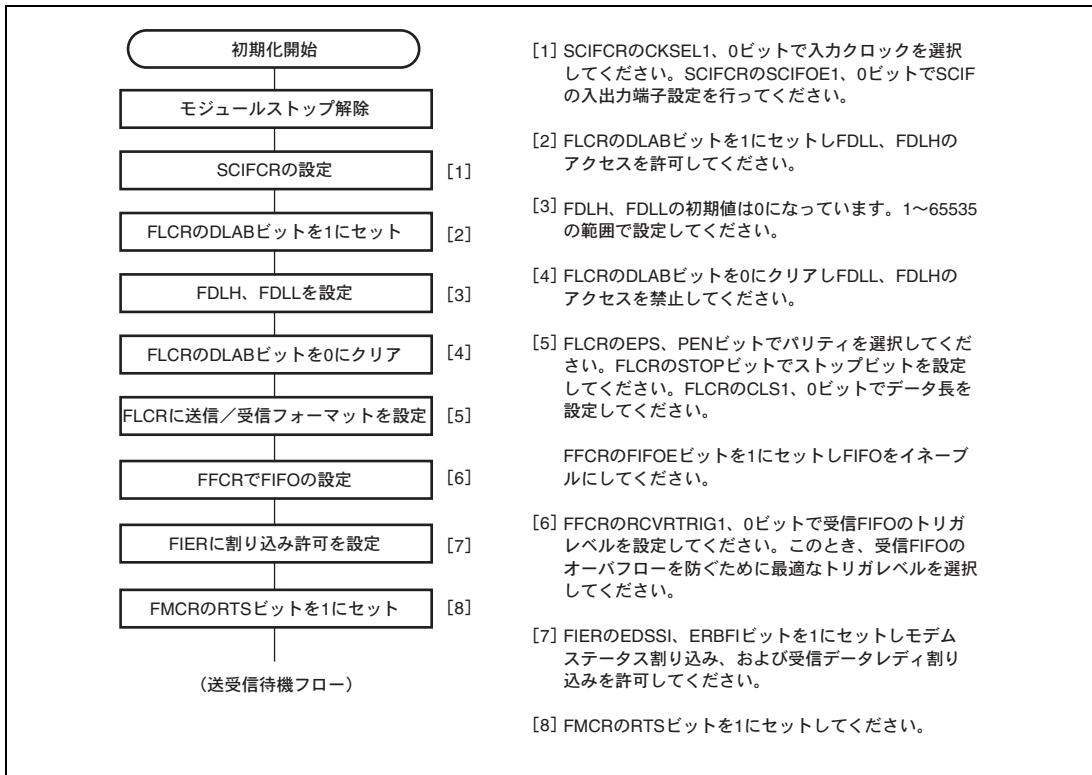 初期化開始
モジュールストップ解除
SCIFCRの設定 [1]
FLCRのDLABビットを1にセット [2]
FDLH、FDLLを設定 [3]
FLCRのDLABビットを0にクリア [4]
FLCRに送信／受信フォーマットを設定 [5]
FFCRでFIFOの設定 [6]
FIERに割り込み許可を設定 [7]
FMCRのRTSビットを1にセット [8]
（送受信待機フロー）
[1] SCIFCRのCKSEL1、0ビットで入力クロックを選択
してください。SCIFCRのSCIFOE1、0ビットでSCIF
の入出力端子設定を行ってください。
[2] FLCRのDLABビットを1にセットしFDLL、FDLHの
アクセスを許可してください。
[3] FDLH、FDLLの初期値は0になっています。1～65535
の範囲で設定してください。
[4] FLCRのDLABビットを0にクリアしFDLL、FDLHの
アクセスを禁止してください。
[5] FLCRのEPS、PENビットでパリティを選択してくだ
さい。FLCRのSTOPビットでストップビットを設定
してください。FLCRのCLS1、0ビットでデータ長を
設定してください。
FFCRのFIFOEビットを1にセットしFIFOをイネーブ
ルにしてください。
[6] FFCRのRCVRTRIG1、0ビットで受信FIFOのトリガ
レベルを設定してください。このとき、受信FIFOの
オーバフローを防ぐために最適なトリガレベルを選択
してください。
[7] FIERのEDSSI、ERBFIビットを1にセットしモデム
ステータス割り込み、および受信データレディ割り
込みを許可してください。
[8] FMCRのRTSビットを1にセットしてください。